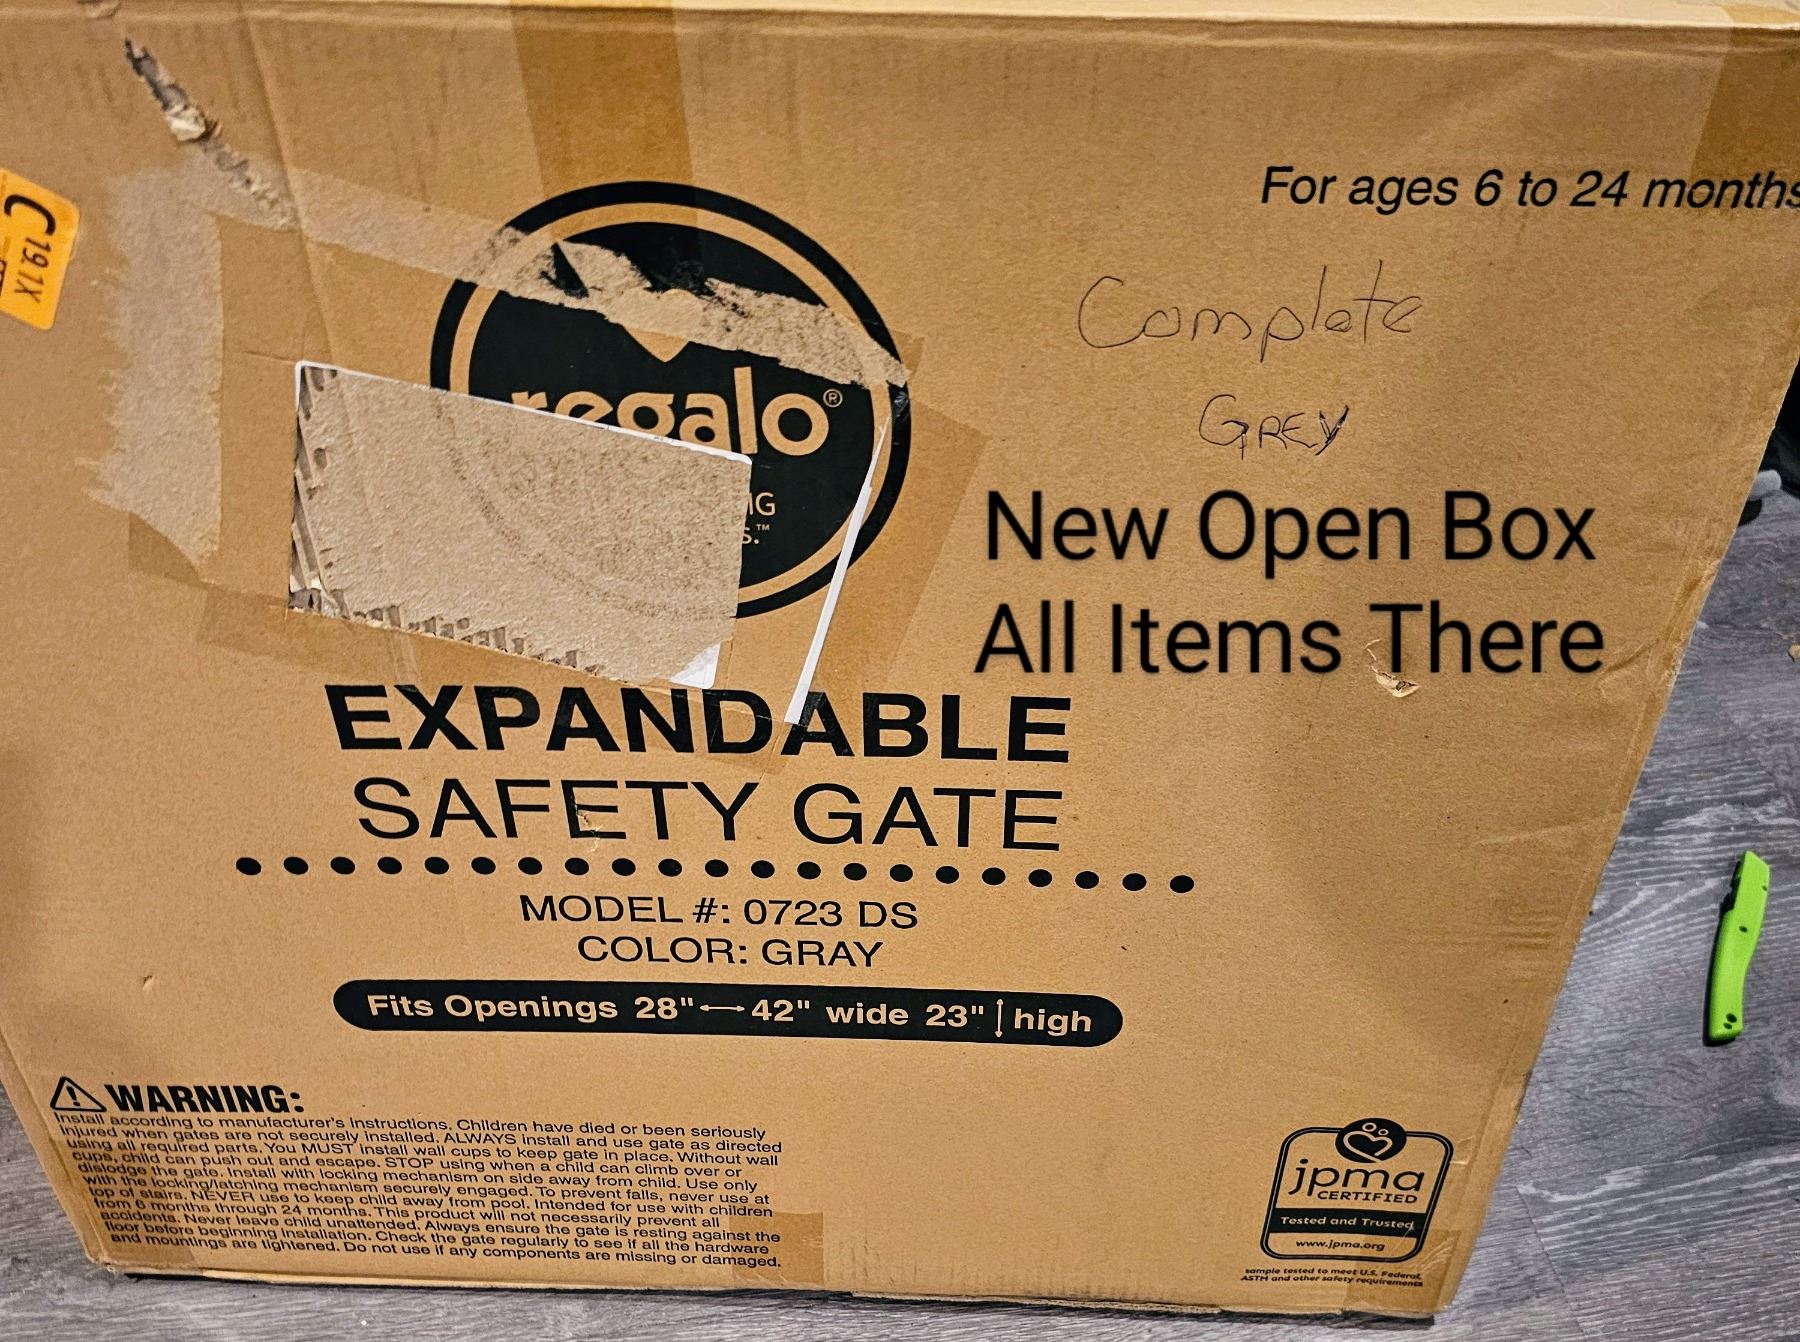 For ages 6 to 24 months
C 19.1X
Complete
GREY
regalo®
New Open Box
All Items There
EXPANDABLE
SAFETY GATE
MODEL #: 0723 DS
COLOR: GRAY
Fits Openings 28" ↔ 42" wide 23" ↕ high
WARNING:
Install according to manufacturer's instructions. Children have died or been seriously
injured when gates are not securely installed. ALWAYS install and use gate as directed
using all required parts. You MUST install wall cups to keep gate in place. Without wall
cups, child can push out and escape. STOP using when a child can climb over or
dislodge the gate. Install with locking mechanism on side away from child. Use only
with the locking/latching mechanism securely engaged. To prevent falls, never use at
top of stairs. NEVER use to keep child away from pool. Intended for use with children
from 6 months through 24 months. This product will not necessarily prevent all
accidents. Never leave child unattended. Always ensure the gate is resting against the
floor before beginning installation. Check the gate regularly to see if all the hardware
and mountings are tightened. Do not use if any components are missing or damaged.
jpma
CERTIFIED
Tested and Trusted
www.jpma.org
sample tested to meet U.S. Federal,
ASTM and other safety requirements